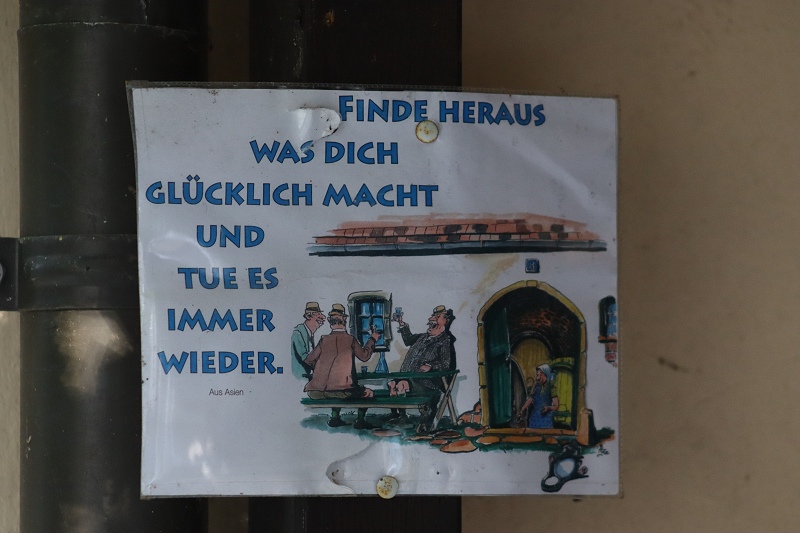 FINDE HERAUS
WAS DICH
GLÜCKLICH MACHT
UND
TUE ES
IMMER
WIEDER.
Aus Asien